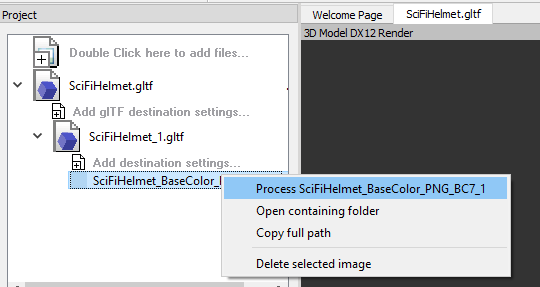 Project
Welcome Page
SciFiHelmet.gltf
3D Model DX12 Render
Double Click here to add files...
SciFiHelmet.gltf
Add glTF destination settings...
SciFiHelmet_1.gltf
Add destination settings...
SciFiHelmet_BaseColor_
Process SciFiHelmet_BaseColor_PNG_BC7_1
Open containing folder
Copy full path
Delete selected image